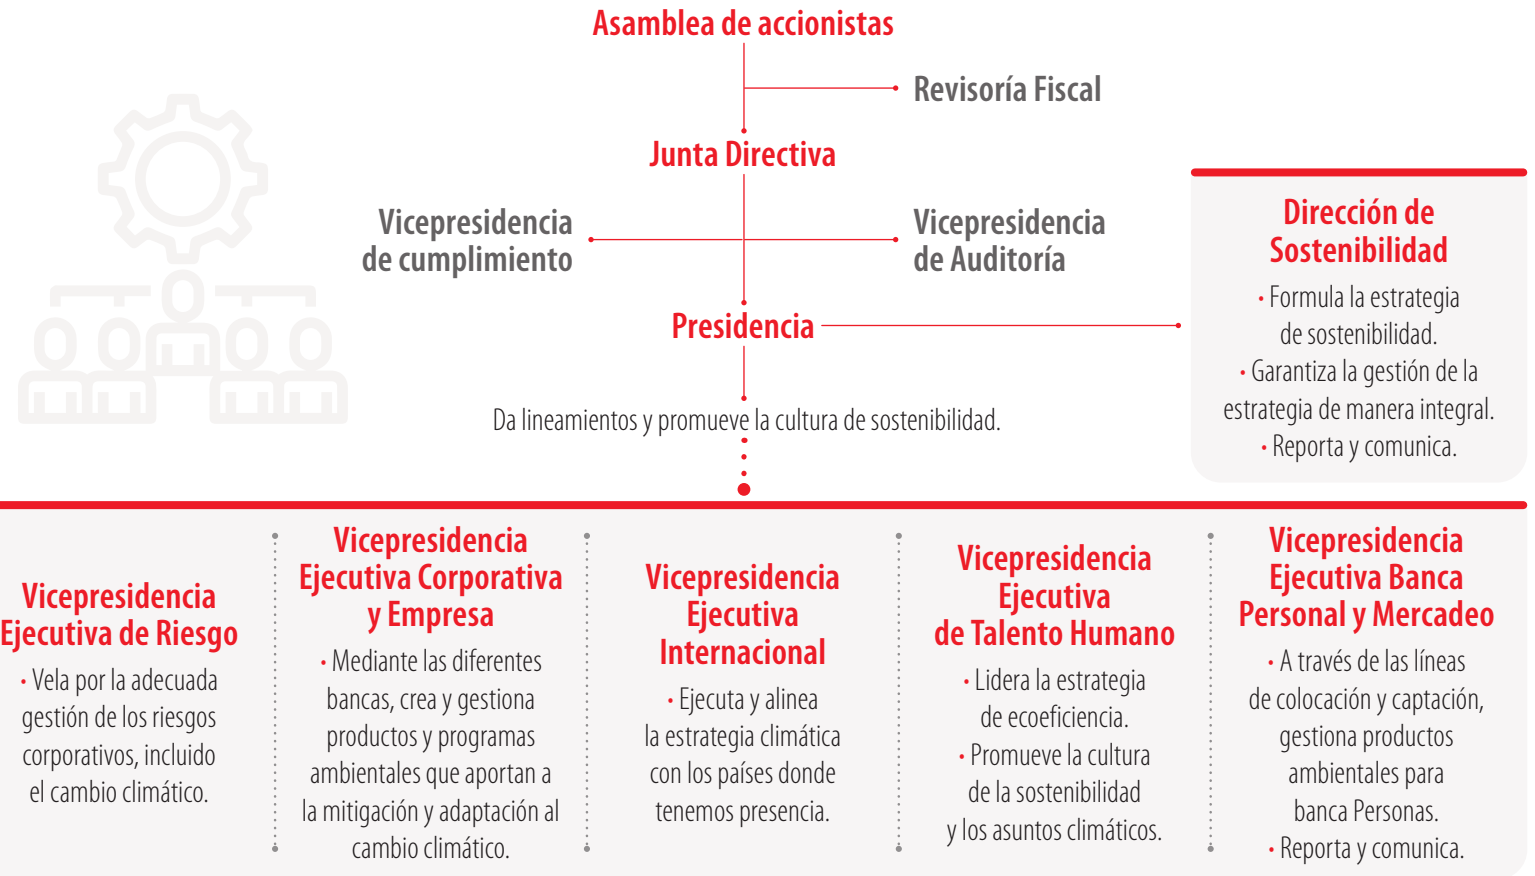 Asamblea de accionistas
Revisoría Fiscal
Junta Directiva
Vicepresidencia
de cumplimiento
Vicepresidencia
de Auditoría
Presidencia
Da lineamientos y promueve la cultura de sostenibilidad.
Dirección de
Sostenibilidad
• Formula la estrategia
de sostenibilidad.
• Garantiza la gestión de la
estrategia de manera integral.
• Reporta y comunica.
Vicepresidencia
Ejecutiva de Riesgo
• Vela por la adecuada
gestión de los riesgos
corporativos, incluido
el cambio climático.
Vicepresidencia
Ejecutiva Corporativa
y Empresa
• Mediante las diferentes
bancas, crea y gestiona
productos y programas
ambientales que aportan a
la mitigación y adaptación al
cambio climático.
Vicepresidencia
Ejecutiva
Internacional
• Ejecuta y alinea
la estrategia climática
con los países donde
tenemos presencia.
Vicepresidencia
Ejecutiva
de Talento Humano
• Lidera la estrategia
de ecoeficiencia.
• Promueve la cultura
de la sostenibilidad
y los asuntos climáticos.
Vicepresidencia
Ejecutiva Banca
Personal y Mercadeo
• A través de las líneas
de colocación y captación,
gestiona productos
ambientales para
banca Personas.
• Reporta y comunica.